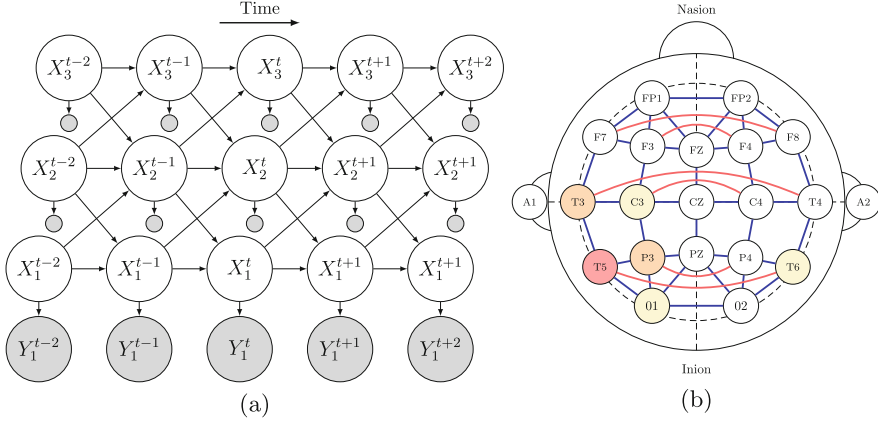 Time
X_3^{t-2} X_3^{t-1} X_3^t X_3^{t+1} X_3^{t+2}
X_2^{t-2} X_2^{t-1} X_2^t X_2^{t+1} X_2^{t+1}
X_1^{t-2} X_1^{t-1} X_1^t X_1^{t+1} X_1^{t+1}
Y_1^{t-2} Y_1^{t-1} Y_1^t Y_1^{t+1} Y_1^{t+2}
(a)
Nasion
FP1 FP2
F7 F3 FZ F4 F8
A1 T3 C3 CZ C4 T4 A2
T5 P3 PZ P4 T6
01 02
Inion
(b)